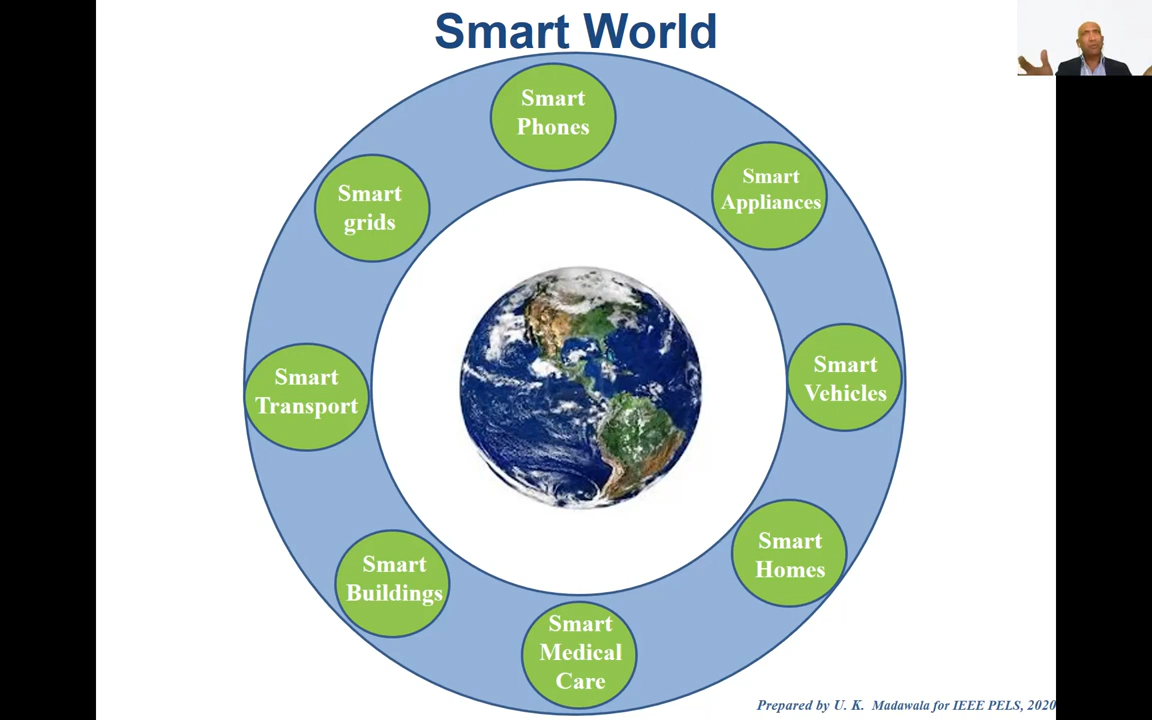 Smart World
Smart
Phones
Smart
Appliances
Smart
grids
Smart
Vehicles
Smart
Transport
Smart
Homes
Smart
Buildings
Smart
Medical
Care
Prepared by U. K. Madawala for IEEE PELS, 2020